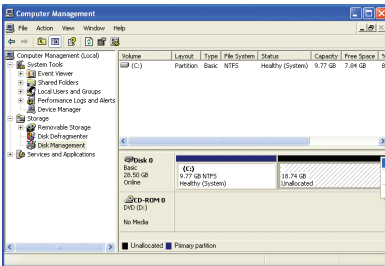 Computer Management
File Action View Window Help
Computer Management (Local)
System Tools
Event Viewer
Shared Folders
Local Users and Groups
Performance Logs and Alerts
Device Manager
Storage
Removable Storage
Disk Defragmenter
Disk Management
Services and Applications
Volume Layout Type File System Status Capacity Free Space %
(C:) Partition Basic NTFS Healthy (System) 9.77 GB 7.84 GB 8
Disk 0
Basic
28.50 GB
Online
(C:)
9.77 GB NTFS
Healthy (System)
18.74 GB
Unallocated
CD-ROM 0
DVD (D:)
No Media
Unallocated Primary partition